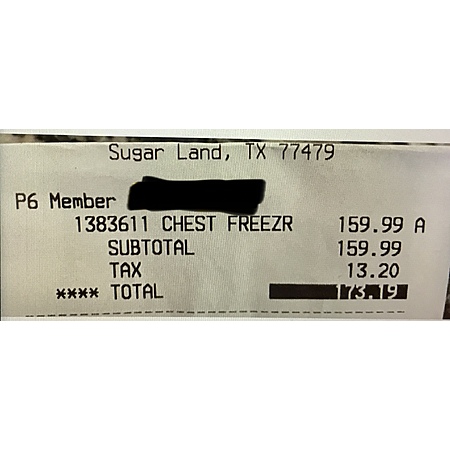 Sugar Land, TX 77479
P6 Member
1383611 CHEST FREEZR 159.99 A
SUBTOTAL 159.99
TAX 13.20
**** TOTAL 173.19